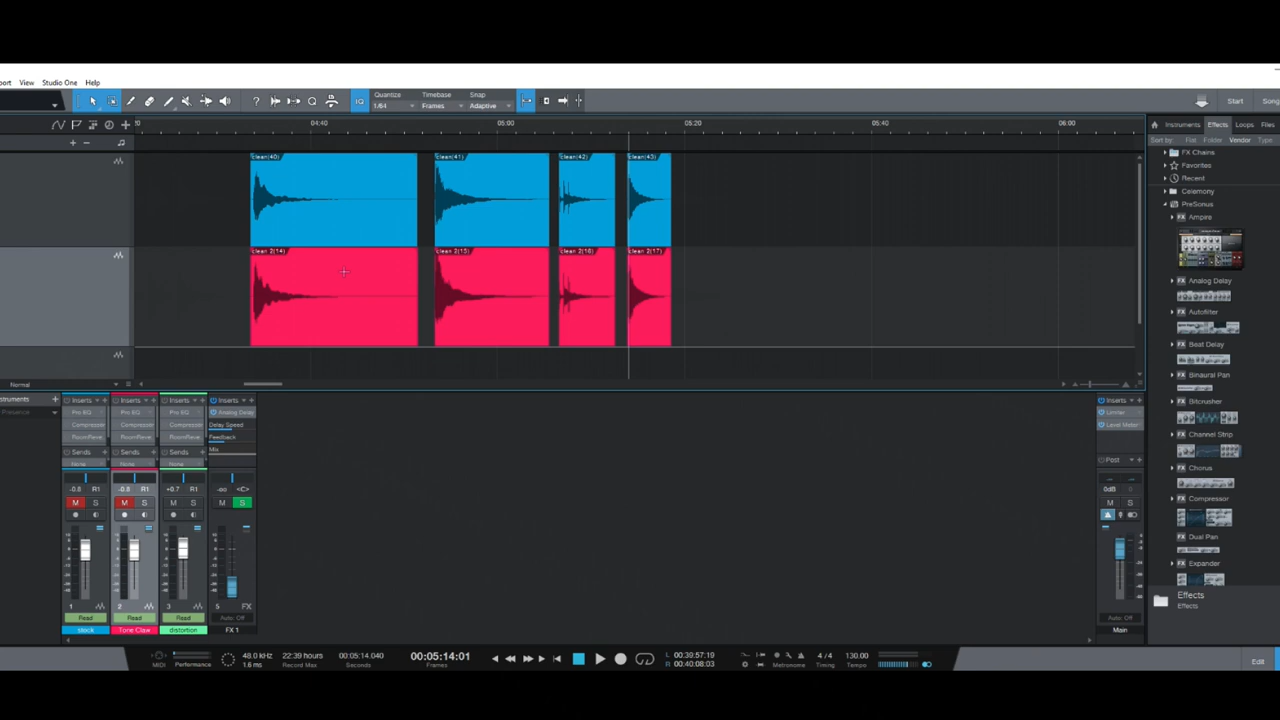 port View Studio One Help
Quantize Timebase Snap
1/64 Frames Adaptive
IQ
Start Song
:20 04:40 05:00 05:20 05:40 06:00
Instruments Effects Loops Files
Sort by: Flat Folder Vendor Type
FX Chains
Favorites
Recent
Celemony
PreSonus
FX Ampire
FX Analog Delay
FX Autofilter
FX Beat Delay
FX Binaural Pan
FX Bitcrusher
FX Channel Strip
FX Chorus
FX Compressor
FX Dual Pan
FX Expander
Effects
Effects
clean(40) clean(41) clean(42) clean(43)
clean 2(14) clean 2(15) clean 2(16) clean 2(17)
Normal
struments Inserts Inserts Inserts Inserts Inserts
Presence Pro EQ Pro EQ Pro EQ Analog Delay Limiter
Compressor Compressor Compressor Delay Speed Level Meter
RoomReve RoomReve RoomReve Feedback
Sends Sends Sends Mix
None None None Post
-0.8 R1 -0.8 R1 +0.7 R1 -oo <C> 0dB
M S M S M S M S M S
1 2 3 5 FX
Read Read Read Auto: Off Auto: Off
stock Tone Claw distortion FX 1 Main
MIDI Performance
48.0 kHz
1.6 ms
22:39 hours
Record Max
00:05:14.040
Seconds
00:05:14:01
Frames
L 00:39:57:19
R 00:40:08:03
Metronome
4 / 4
Timing
130.00
Tempo
Edit